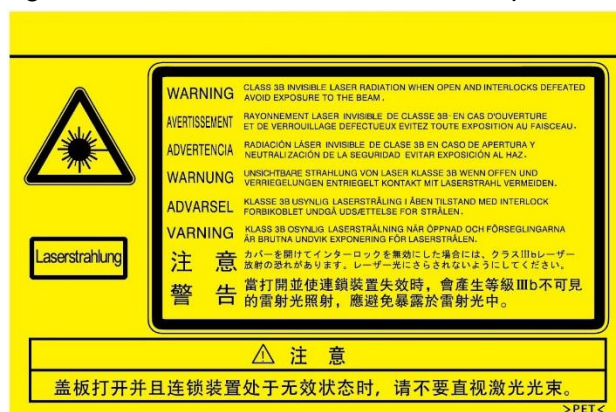 WARNING CLASS 3B INVISIBLE LASER RADIATION WHEN OPEN AND INTERLOCKS DEFEATED
AVOID EXPOSURE TO THE BEAM.
AVERTISSEMENT RAYONNEMENT LASER INVISIBLE DE CLASSE 3B EN CAS D'OUVERTURE
ET DE VERROUILLAGE DEFECTUEUX EVITEZ TOUTE EXPOSITION AU FAISCEAU.
ADVERTENCIA RADIACIÓN LÁSER INVISIBLE DE CLASE 3B EN CASO DE APERTURA Y
NEUTRALIZACIÓN DE LA SEGURIDAD EVITAR EXPOSICIÓN AL HAZ.
WARNUNG UNSICHTBARE STRAHLUNG VON LASER KLASSE 3B WENN OFFEN UND
VERRIEGELUNGEN ENTRIEGELT KONTAKT MIT LASERSTRAHL VERMEIDEN.
ADVARSEL KLASSE 3B USYNLIG LASERSTRÅLING I ÅBEN TILSTAND MED INTERLOCK
FORBIKOBLET UNDGÅ UDSÆTTELSE FOR STRÅLEN.
VARNING KLASS 3B OSYNLIG LASERSTRÅLNING NÄR ÖPPNAD OCH FÖRSEGLINGARNA
ÄR BRUTNA UNDVIK EXPONERING FÖR LASERSTRÅLEN.
Laserstrahlung
注 意 カバーを開けてインターロックを無効にした場合には、クラスIIIbレーザー
放射の恐れがあります。レーザー光にさらされないようにしてください。
警 告 當打開並使連鎖裝置失效時，會產生等級IIIb不可見
的雷射光照射，應避免暴露於雷射光中。
⚠ 注 意
盖板打开并且连锁装置处于无效状态时，请不要直视激光光束。
>PET<